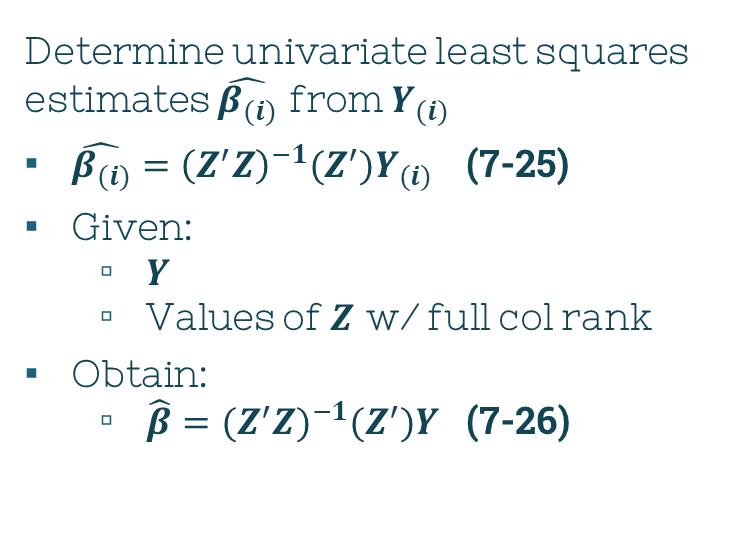 Determine univariate least squares
estimates $\widehat{\boldsymbol{\beta}_{(i)}}$ from $\boldsymbol{Y}_{(i)}$
▪ $\widehat{\boldsymbol{\beta}_{(i)}} = (\boldsymbol{Z}'\boldsymbol{Z})^{-1}(\boldsymbol{Z}')\boldsymbol{Y}_{(i)}$ (7-25)
▪ Given:
▫ $\boldsymbol{Y}$
▫ Values of $\boldsymbol{Z}$ w/ full col rank
▪ Obtain:
▫ $\widehat{\boldsymbol{\beta}} = (\boldsymbol{Z}'\boldsymbol{Z})^{-1}(\boldsymbol{Z}')\boldsymbol{Y}$ (7-26)